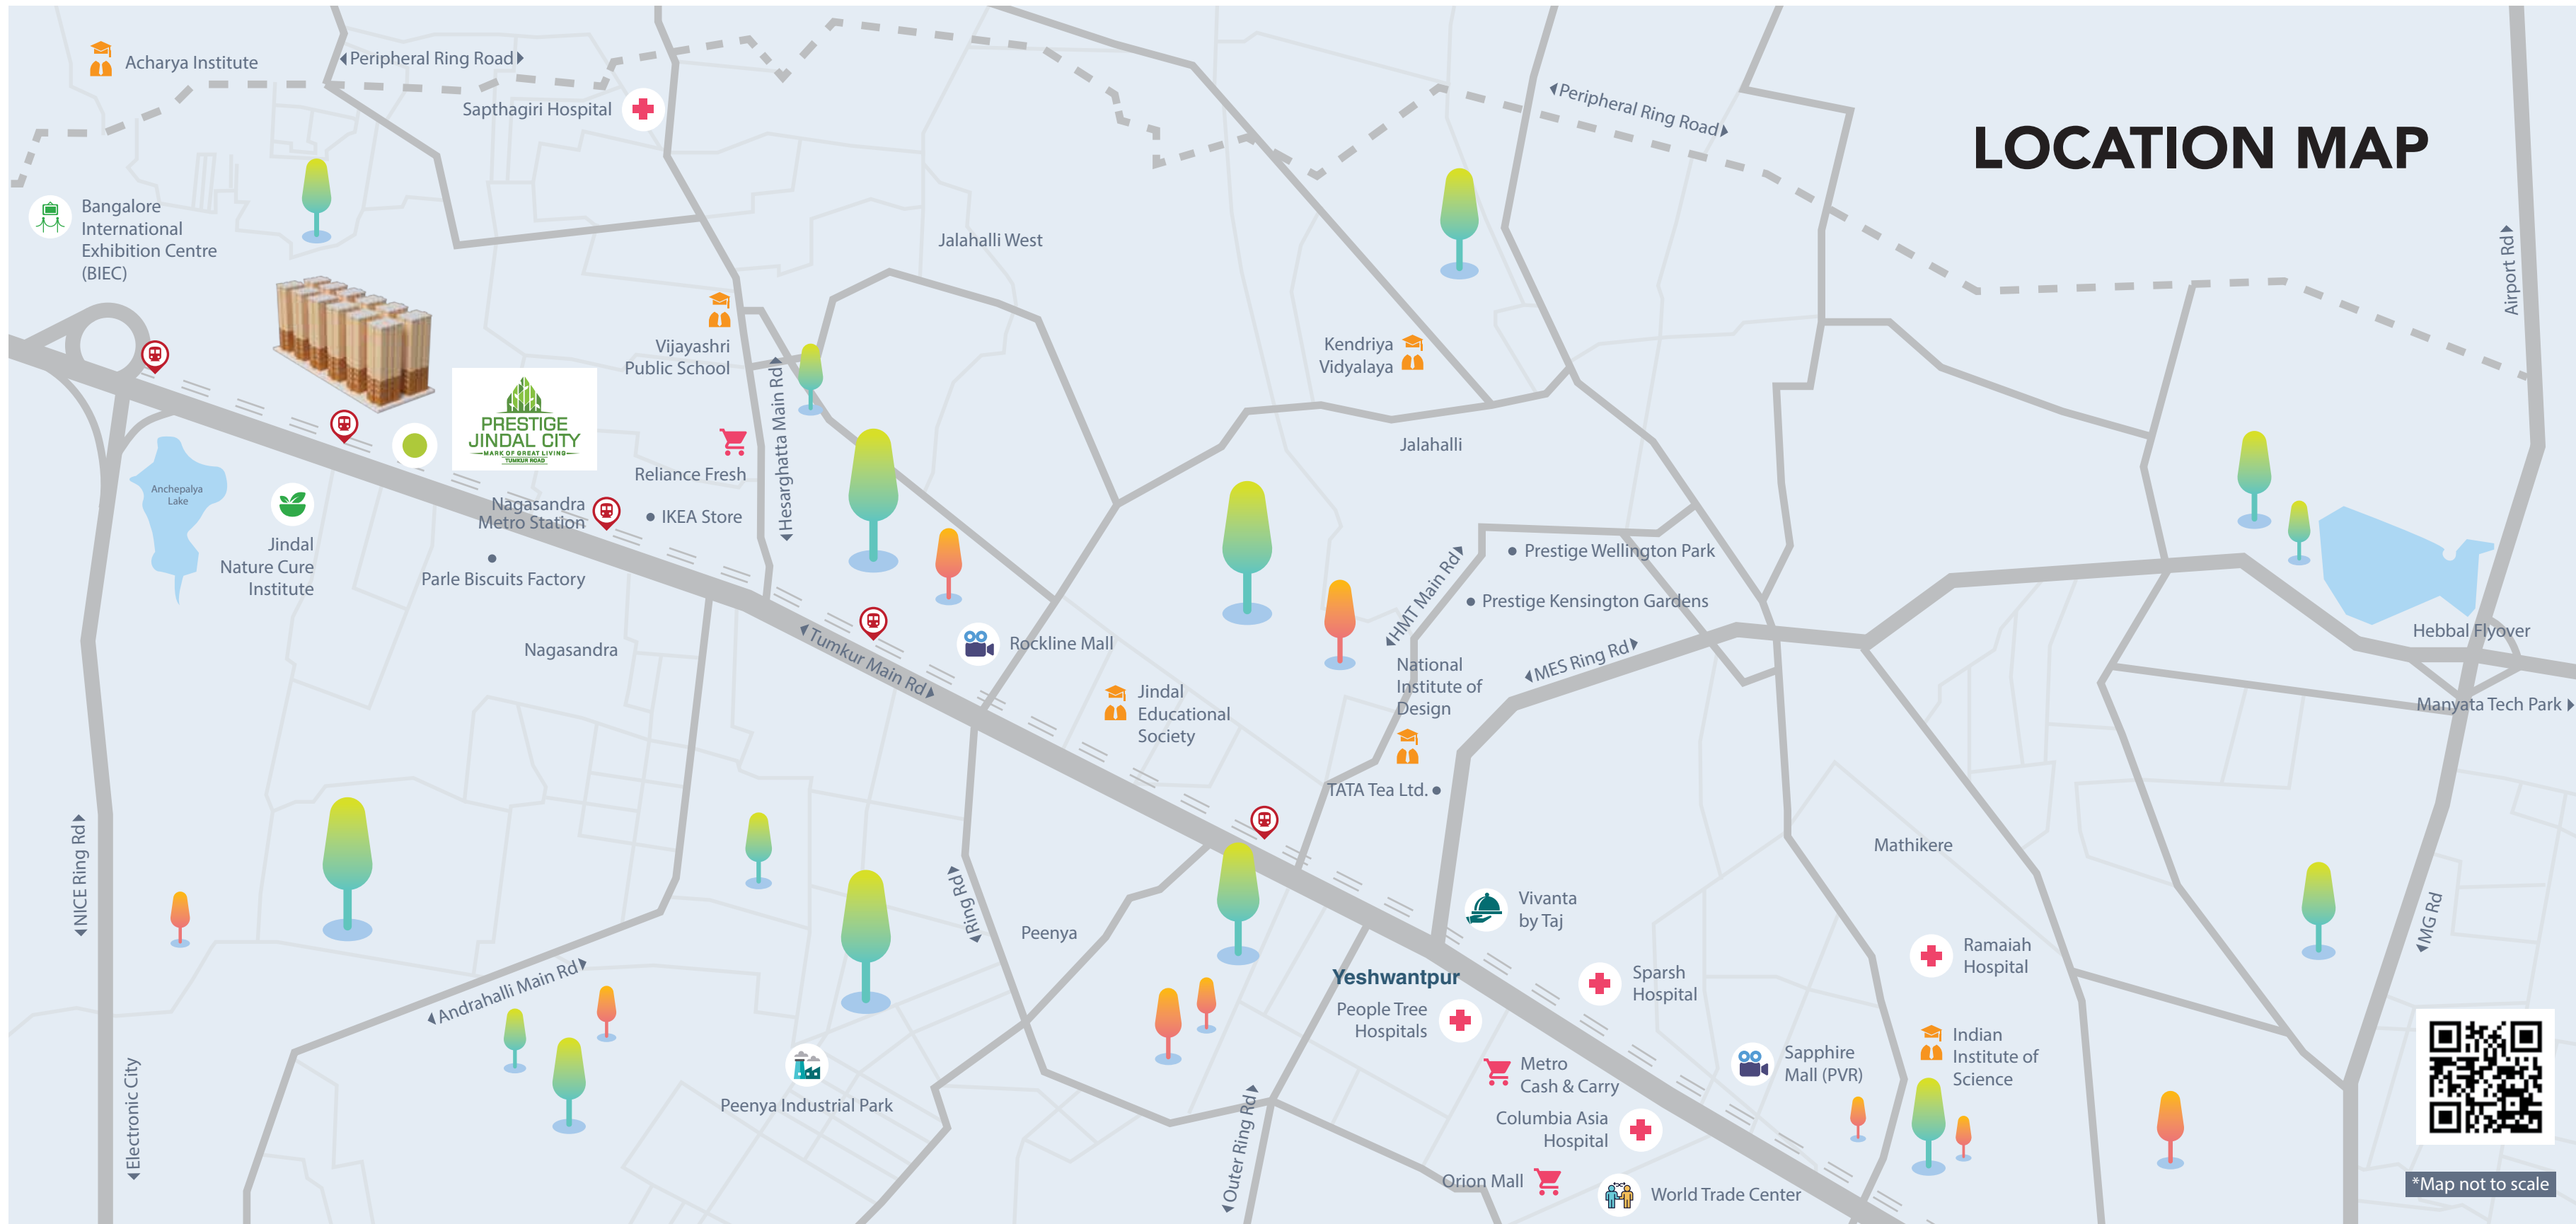 LOCATION MAP
Acharya Institute
Peripheral Ring Road
Sapthagiri Hospital
Peripheral Ring Road
Bangalore
International
Exhibition Centre
(BIEC)
Jalahalli West
Airport Rd
Vijayashri
Public School
Kendriya
Vidyalaya
Hesarghatta Main Rd
PRESTIGE
JINDAL CITY
MARK OF GREAT LIVING
TUMKUR ROAD
Jalahalli
Reliance Fresh
Anchepalya
Lake
Nagasandra
Metro Station
IKEA Store
Jindal
Nature Cure
Institute
Parle Biscuits Factory
Prestige Wellington Park
HMT Main Rd
Prestige Kensington Gardens
Nagasandra
Tumkur Main Rd
Rockline Mall
MES Ring Rd
Hebbal Flyover
National
Institute of
Design
Jindal
Educational
Society
Manyata Tech Park
TATA Tea Ltd.
NICE Ring Rd
Mathikere
Ring Rd
Peenya
Vivanta
by Taj
MG Rd
Andrahalli Main Rd
Yeshwantpur
Sparsh
Hospital
Ramaiah
Hospital
People Tree
Hospitals
Metro
Cash & Carry
Sapphire
Mall (PVR)
Indian
Institute of
Science
Electronic City
Peenya Industrial Park
Outer Ring Rd
Columbia Asia
Hospital
Orion Mall
World Trade Center
*Map not to scale